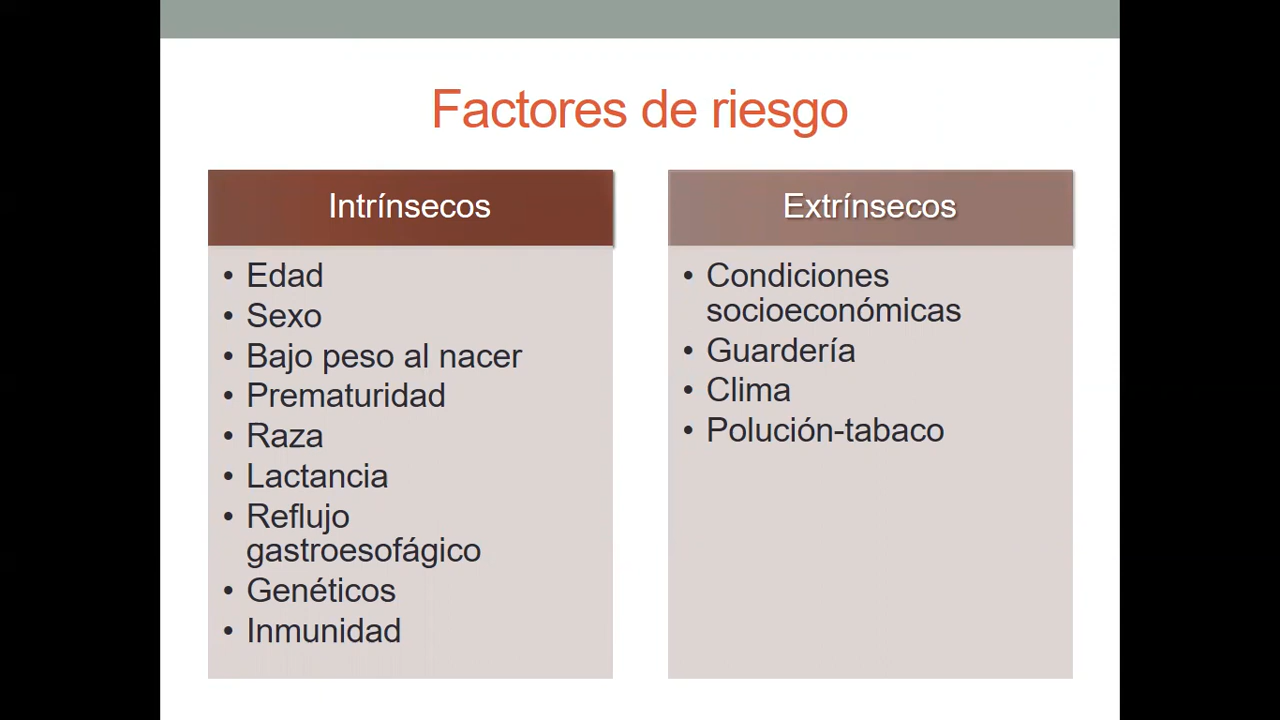 Factores de riesgo
Intrínsecos
• Edad
• Sexo
• Bajo peso al nacer
• Prematuridad
• Raza
• Lactancia
• Reflujo
gastroesofágico
• Genéticos
• Inmunidad
Extrínsecos
• Condiciones
socioeconómicas
• Guardería
• Clima
• Polución-tabaco